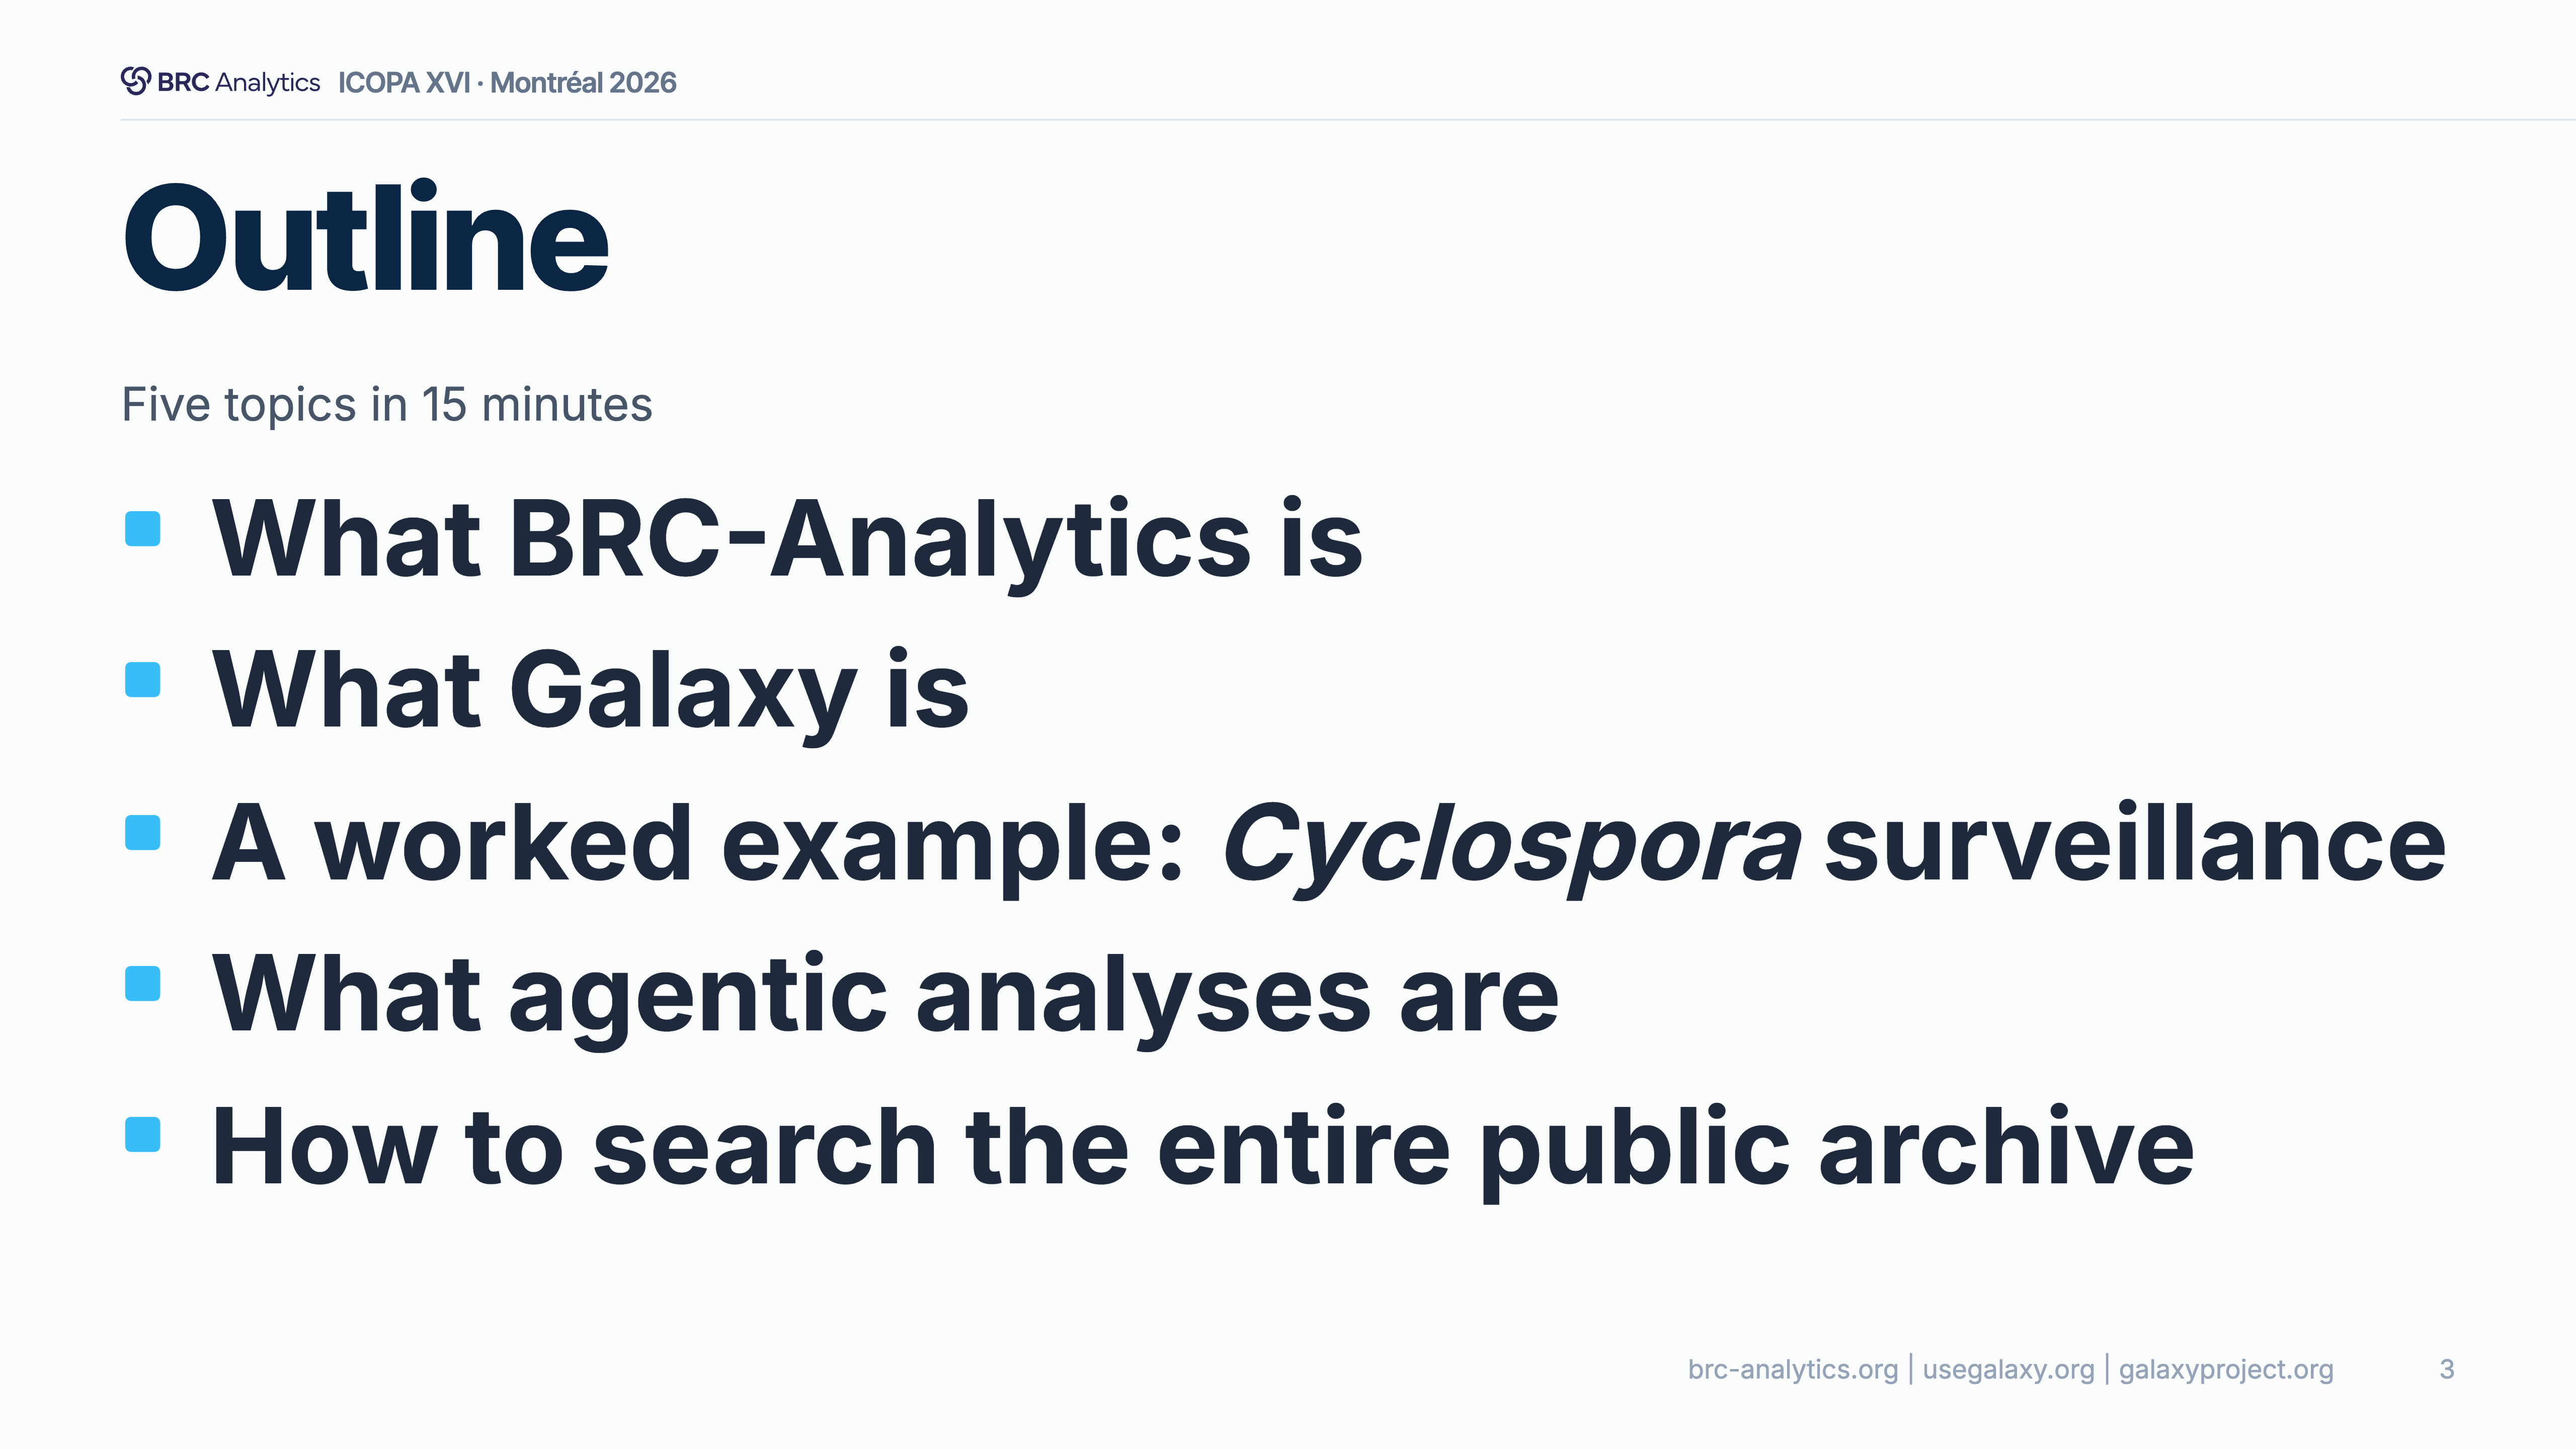 BRC Analytics ICOPA XVI · Montréal 2026
Outline
Five topics in 15 minutes
What BRC-Analytics is
What Galaxy is
A worked example: Cyclospora surveillance
What agentic analyses are
How to search the entire public archive
brc-analytics.org | usegalaxy.org | galaxyproject.org 3